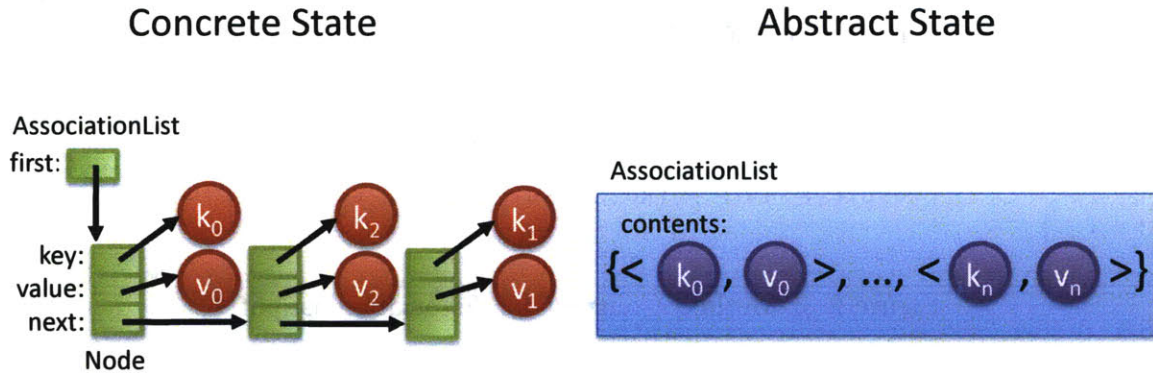 Concrete State
Abstract State
AssociationList
first:
k0
k2
k1
key:
value:
v0
v2
v1
next:
Node
AssociationList
contents:
{< k0 , v0 >, ..., < kn , vn >}